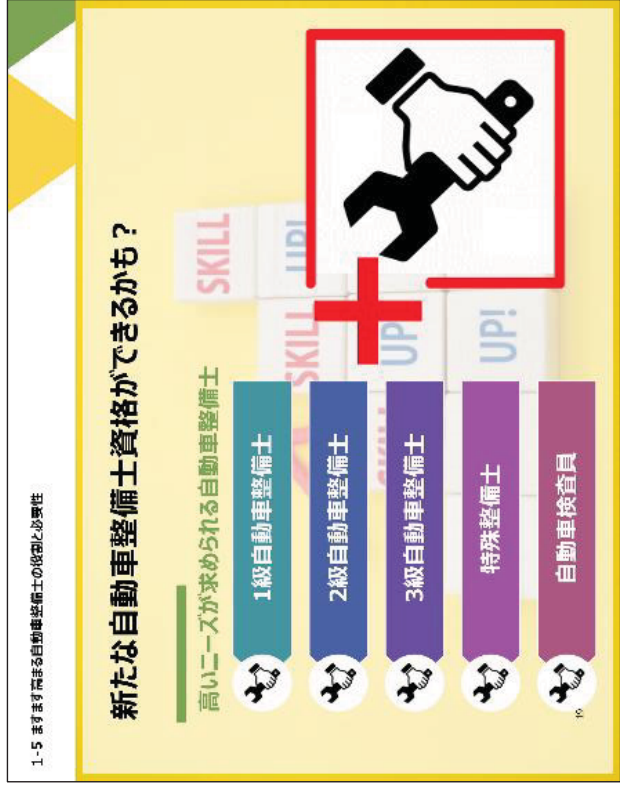 1-5 ますます高まる自動車整備士の役割と必要性
新たな自動車整備士資格ができるかも？
高いニーズが求められる自動車整備士
1級自動車整備士
2級自動車整備士
3級自動車整備士
特殊整備士
自動車検査員
SKILL
UP!
SKILL
UP!
SKILL
UP!
19